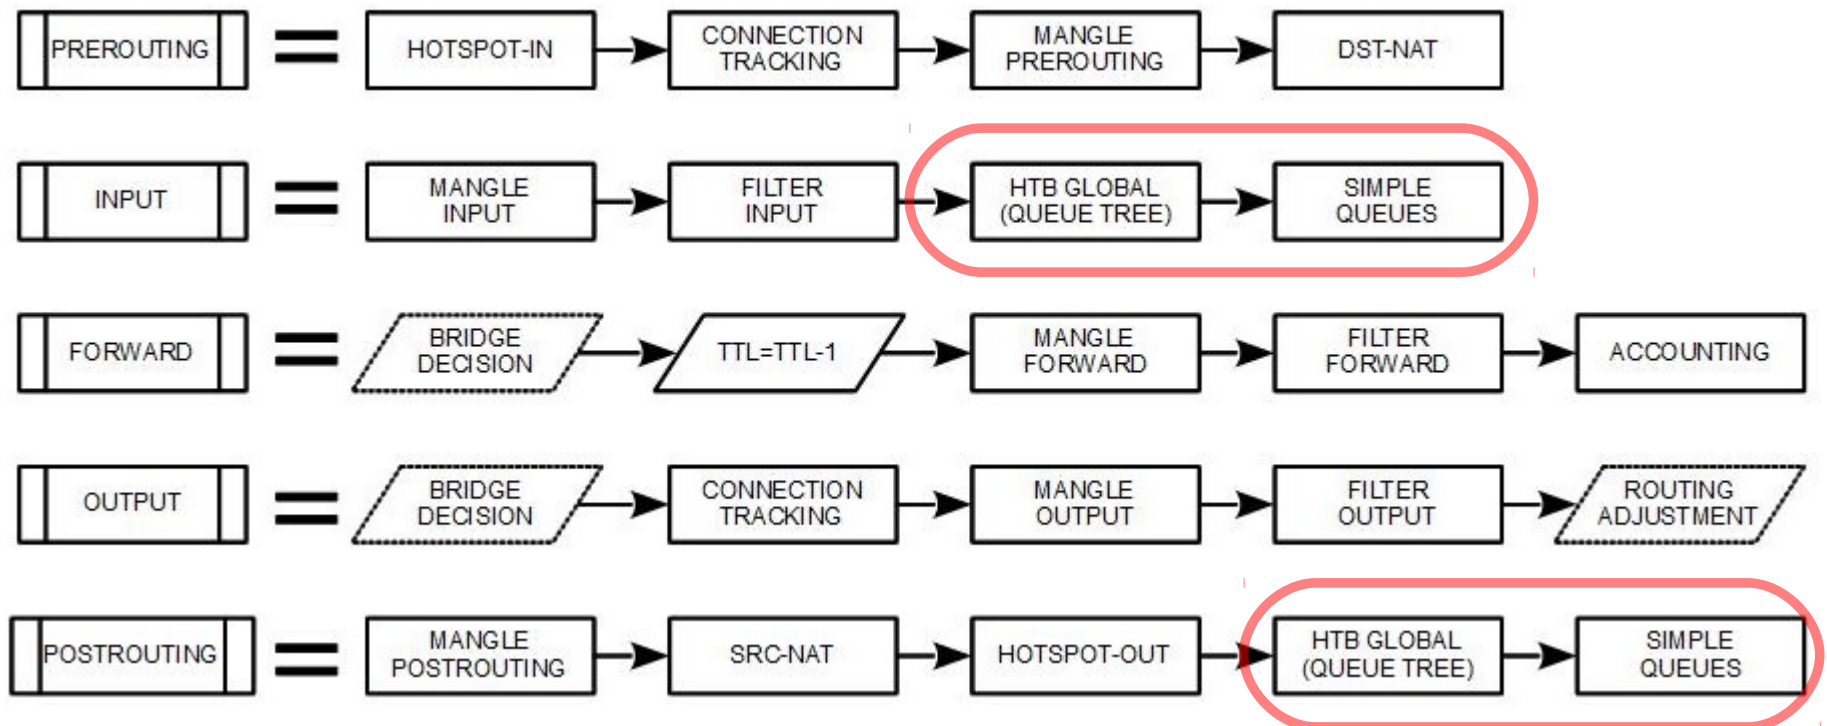 PREROUTING
HOTSPOT-IN
CONNECTION
TRACKING
MANGLE
PREROUTING
DST-NAT
INPUT
MANGLE
INPUT
FILTER
INPUT
HTB GLOBAL
(QUEUE TREE)
SIMPLE
QUEUES
FORWARD
BRIDGE
DECISION
TTL=TTL-1
MANGLE
FORWARD
FILTER
FORWARD
ACCOUNTING
OUTPUT
BRIDGE
DECISION
CONNECTION
TRACKING
MANGLE
OUTPUT
FILTER
OUTPUT
ROUTING
ADJUSTMENT
POSTROUTING
MANGLE
POSTROUTING
SRC-NAT
HOTSPOT-OUT
HTB GLOBAL
(QUEUE TREE)
SIMPLE
QUEUES